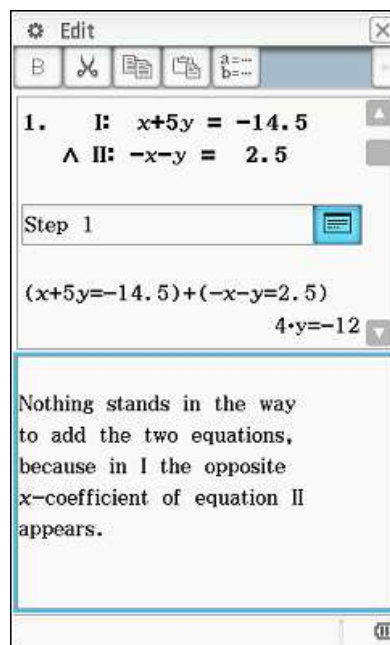 Edit
B
a=…
b=…
1. I: x+5y = -14.5
∧ II: -x-y = 2.5
Step 1
(x+5y=-14.5)+(-x-y=2.5)
4·y=-12
Nothing stands in the way
to add the two equations,
because in I the opposite
x-coefficient of equation II
appears.